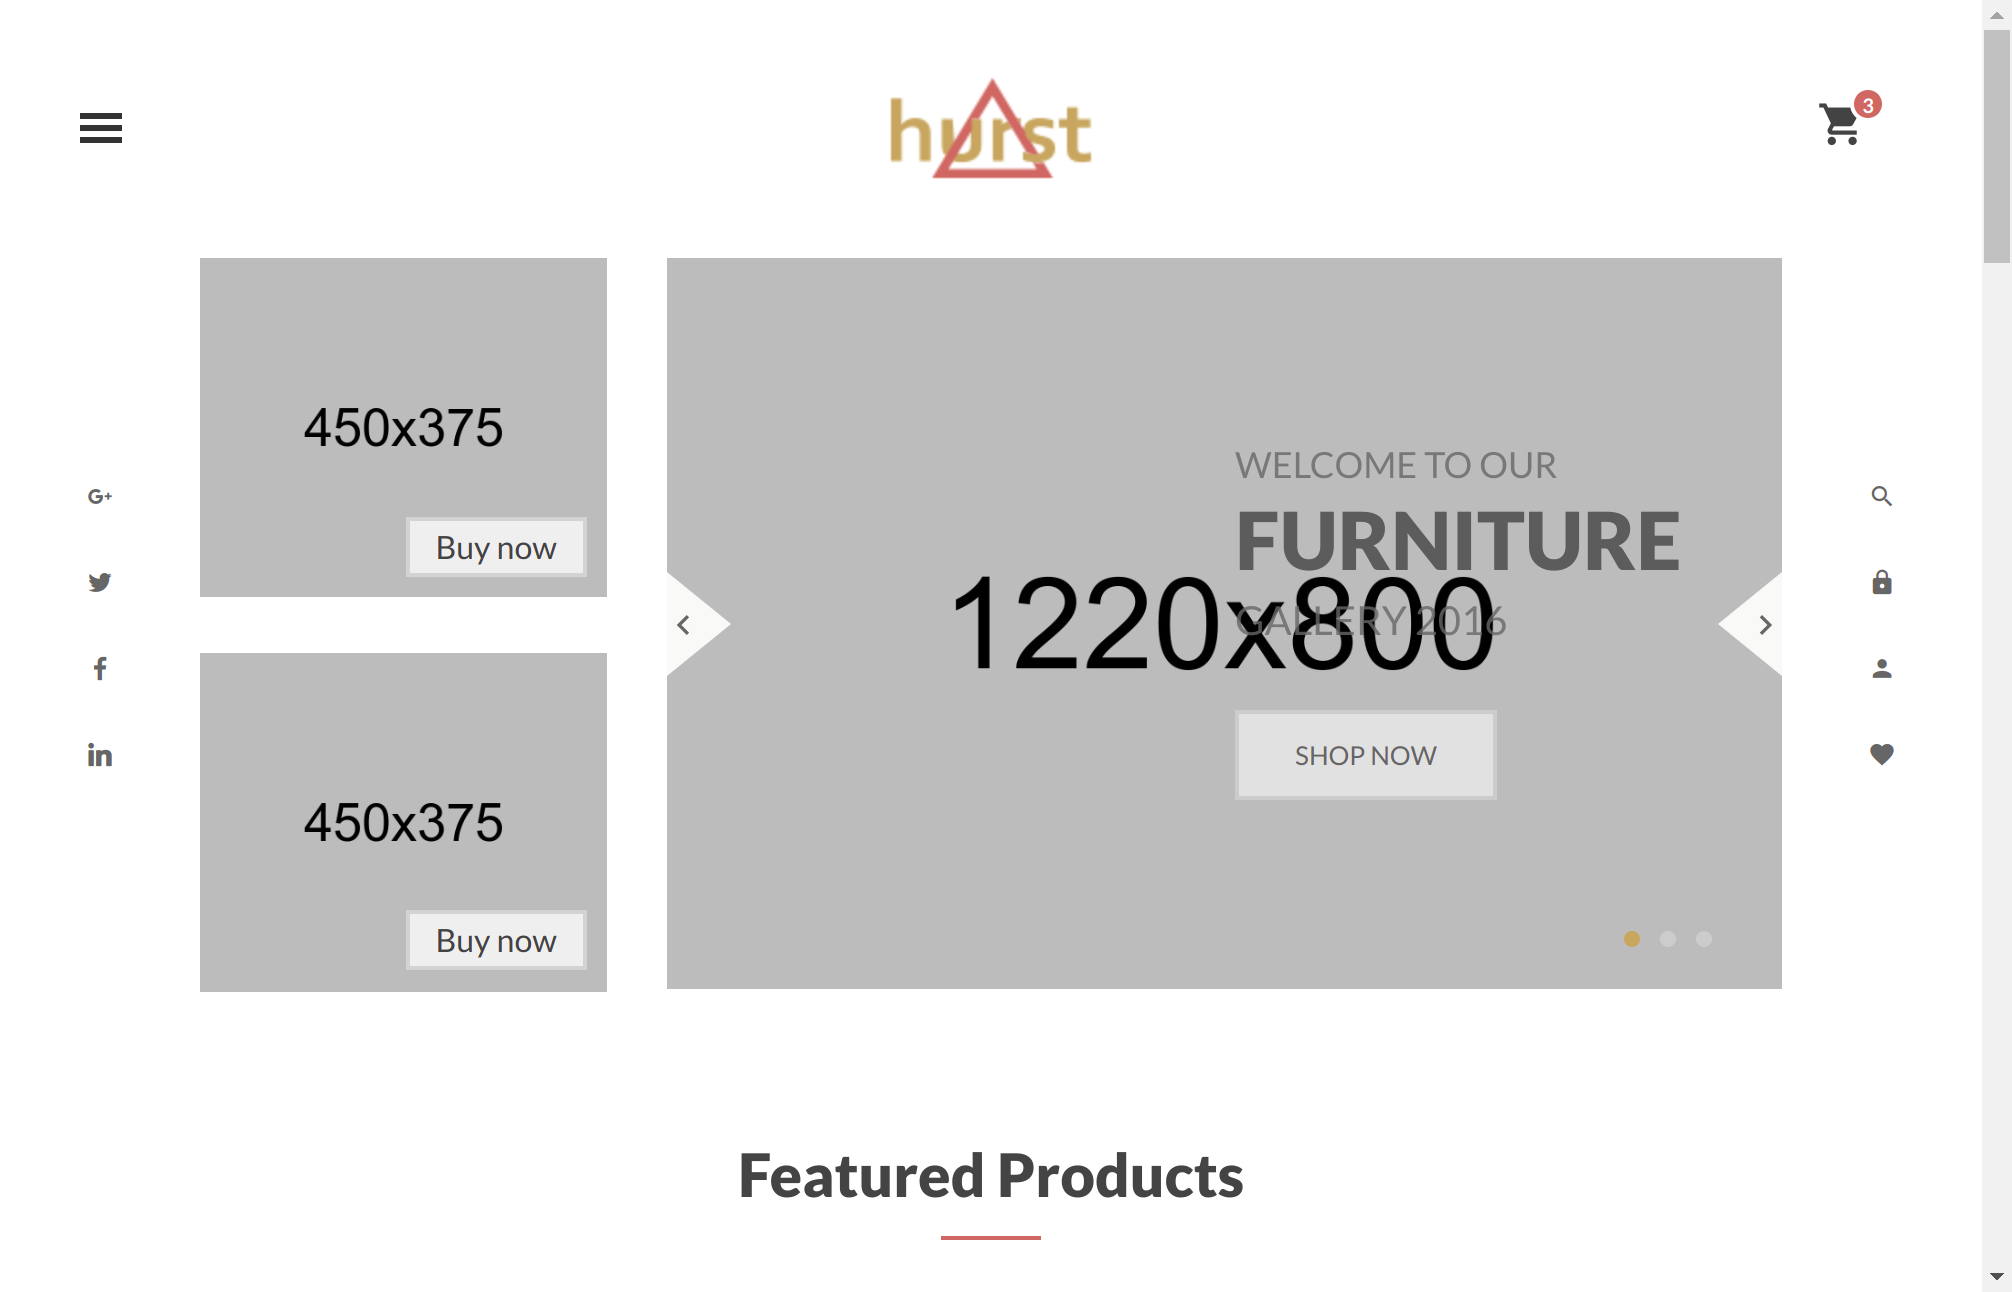 hurst
3
450x375
Buy now
450x375
Buy now
1220x800
WELCOME TO OUR
FURNITURE
GALLERY 2016
SHOP NOW
G+
f
in
Featured Products